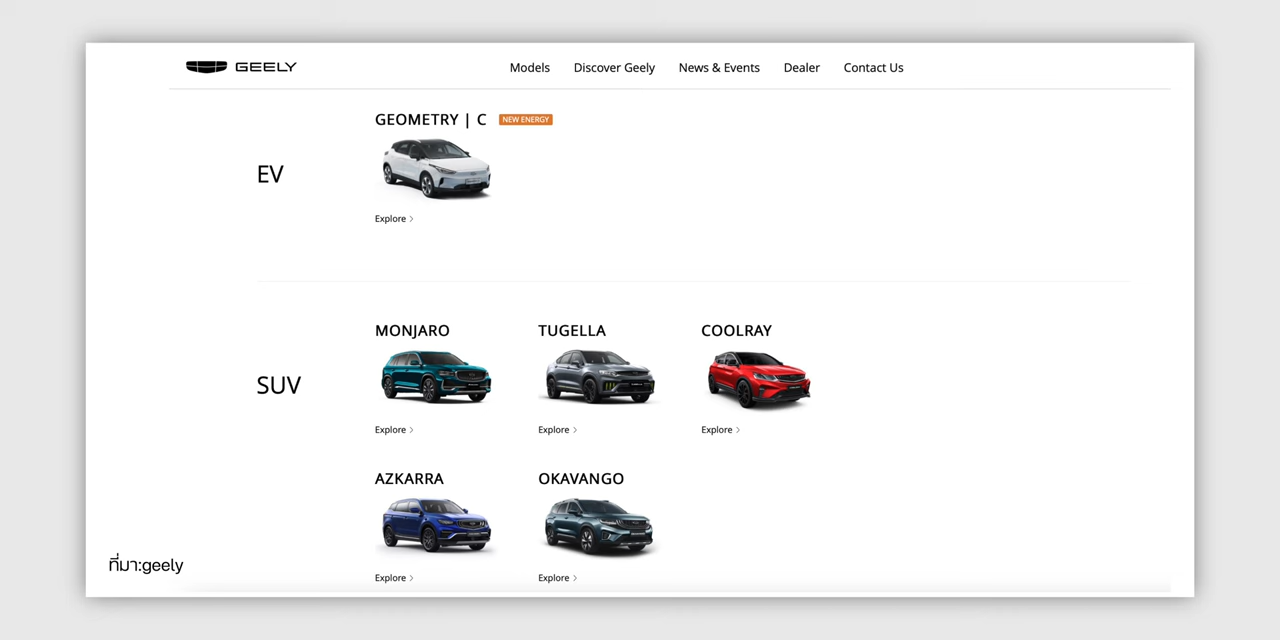 GEELY
Models Discover Geely News & Events Dealer Contact Us
GEOMETRY | C NEW ENERGY
EV
Explore >
MONJARO TUGELLA COOLRAY
SUV
Explore > Explore > Explore >
AZKARRA OKAVANGO
ที่มา:geely
Explore > Explore >